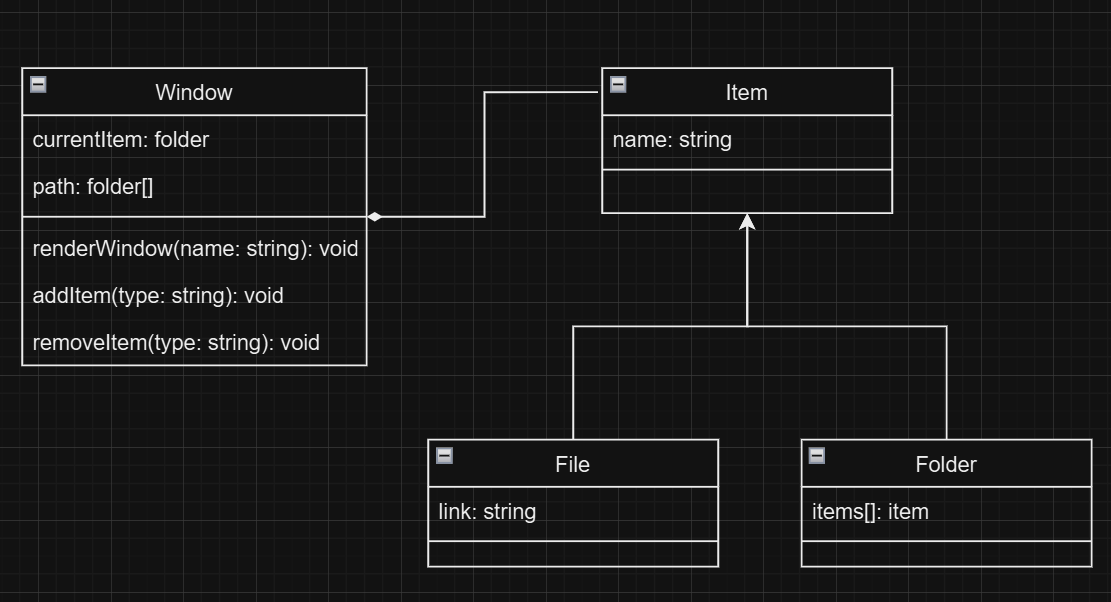 Window
currentItem: folder
path: folder[]
renderWindow(name: string): void
addItem(type: string): void
removeItem(type: string): void
Item
name: string
File
link: string
Folder
items[]: item